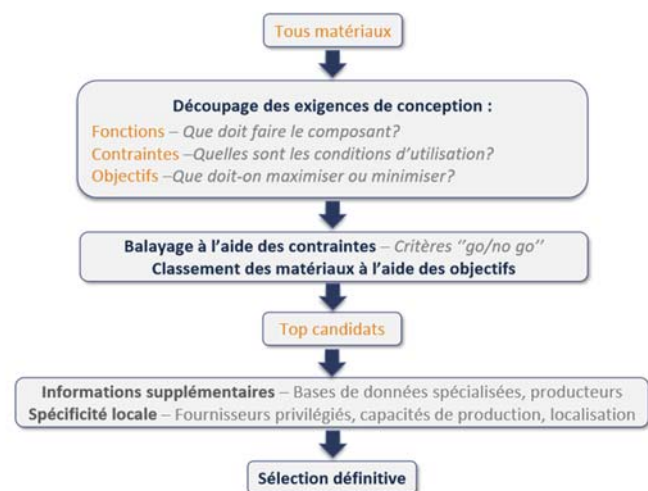 Tous matériaux
Découpage des exigences de conception :
Fonctions – Que doit faire le composant?
Contraintes –Quelles sont les conditions d’utilisation?
Objectifs –Que doit-on maximiser ou minimiser?
Balayage à l’aide des contraintes – Critères ‘’go/no go’’
Classement des matériaux à l’aide des objectifs
Top candidats
Informations supplémentaires – Bases de données spécialisées, producteurs
Spécificité locale – Fournisseurs privilégiés, capacités de production, localisation
Sélection définitive